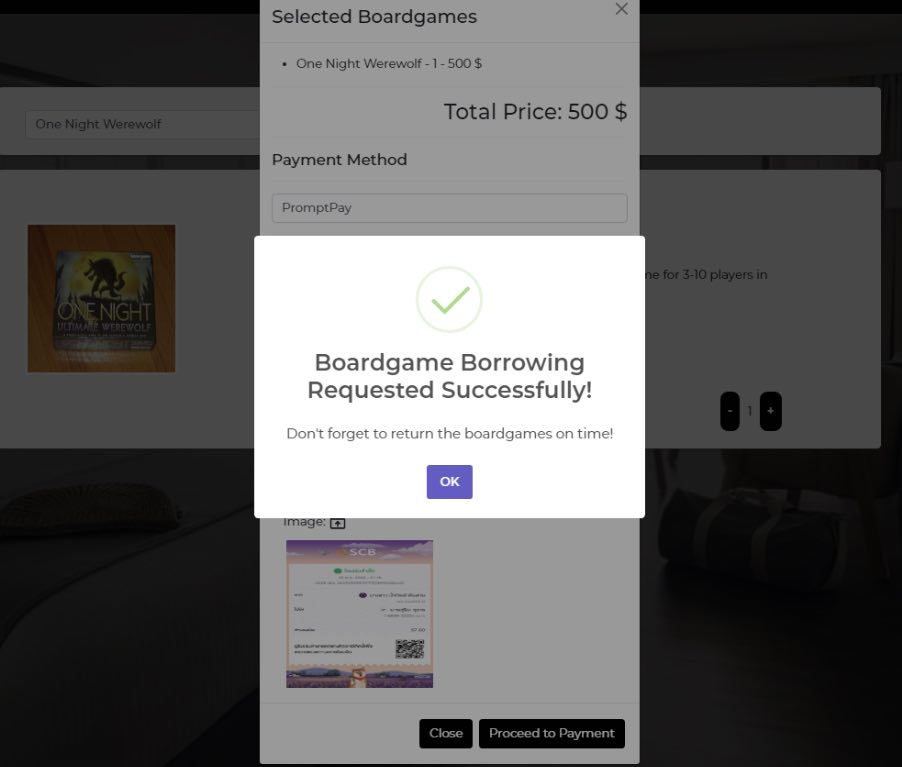 Selected Boardgames
One Night Werewolf - 1 - 500 $
Total Price: 500 $
One Night Werewolf
Payment Method
PromptPay
me for 3-10 players in
ONE NIGHT
ULTIMATE WEREWOLF
Boardgame Borrowing
Requested Successfully!
- 1 +
Don't forget to return the boardgames on time!
OK
Image:
SCB
Close
Proceed to Payment